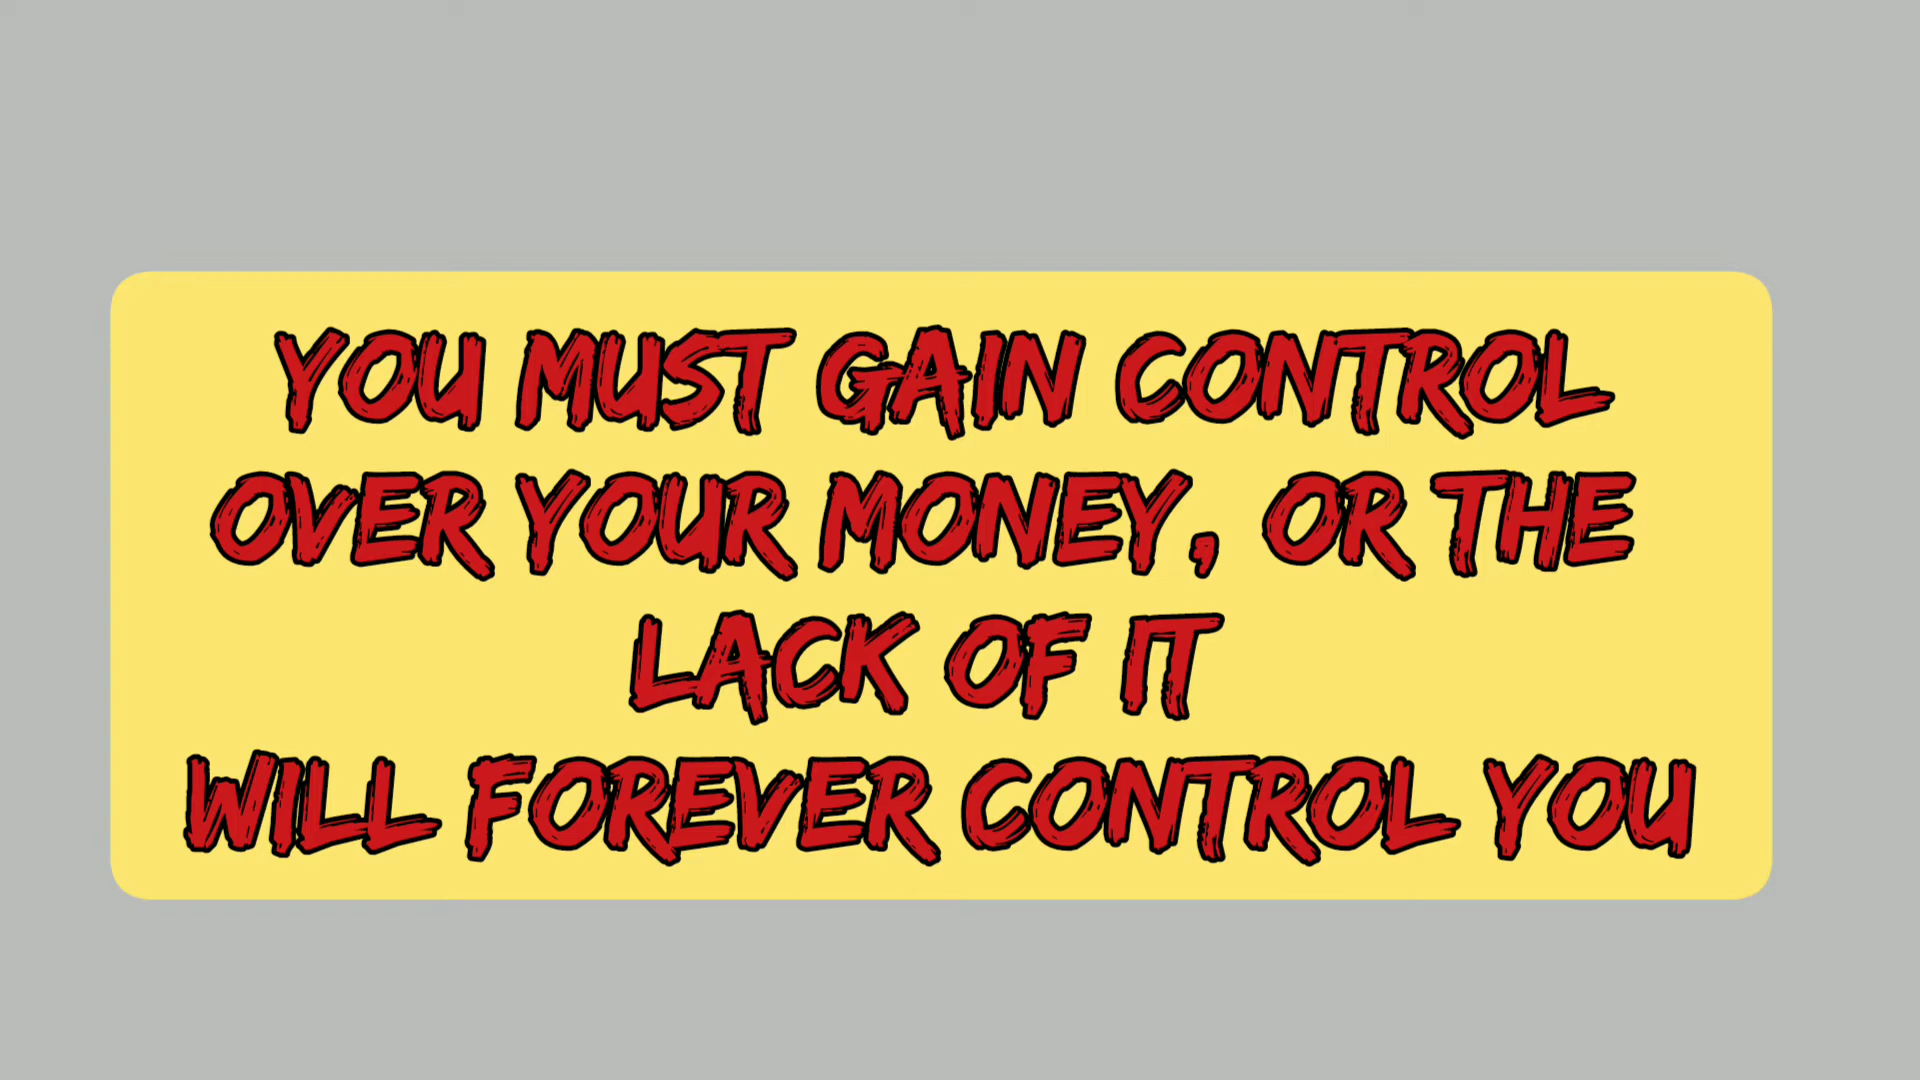 YOU MUST GAIN CONTROL
OVER YOUR MONEY, OR THE
LACK OF IT
WILL FOREVER CONTROL YOU